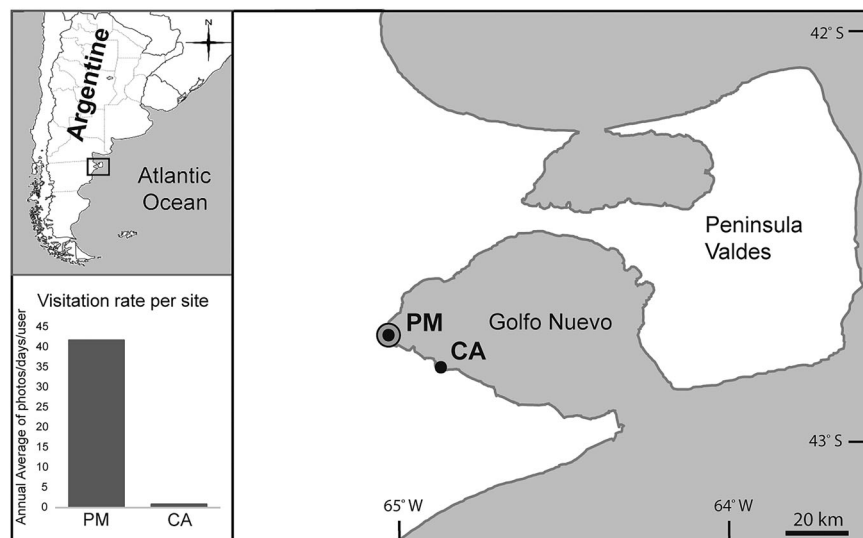 N
Argentine
Atlantic
Ocean
Visitation rate per site
Annual Average of photos/days/user
45
40
35
30
25
20
15
10
5
0
PM
CA
42° S
Peninsula
Valdes
Golfo Nuevo
PM
CA
43° S
65° W
64° W
20 km